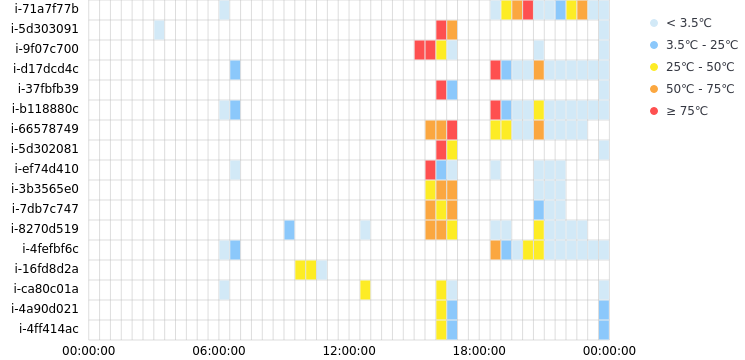 i-71a7f77b
i-5d303091
i-9f07c700
i-d17dcd4c
i-37fbfb39
i-b118880c
i-66578749
i-5d302081
i-ef74d410
i-3b3565e0
i-7db7c747
i-8270d519
i-4fefbf6c
i-16fd8d2a
i-ca80c01a
i-4a90d021
i-4ff414ac
00:00:00 06:00:00 12:00:00 18:00:00 00:00:00
< 3.5℃
3.5℃ - 25℃
25℃ - 50℃
50℃ - 75℃
≥ 75℃